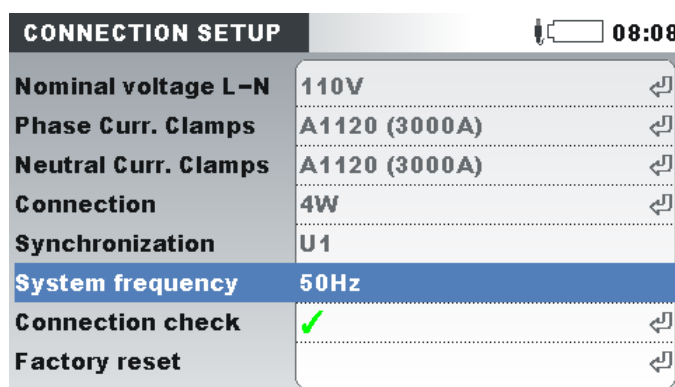 CONNECTION SETUP 08:08
Nominal voltage L-N 110V
Phase Curr. Clamps A1120 (3000A)
Neutral Curr. Clamps A1120 (3000A)
Connection 4W
Synchronization U1
System frequency 50Hz
Connection check ✓
Factory reset